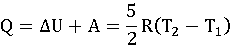 Q = ΔU + A = 5/2 R(T₂ − T₁)